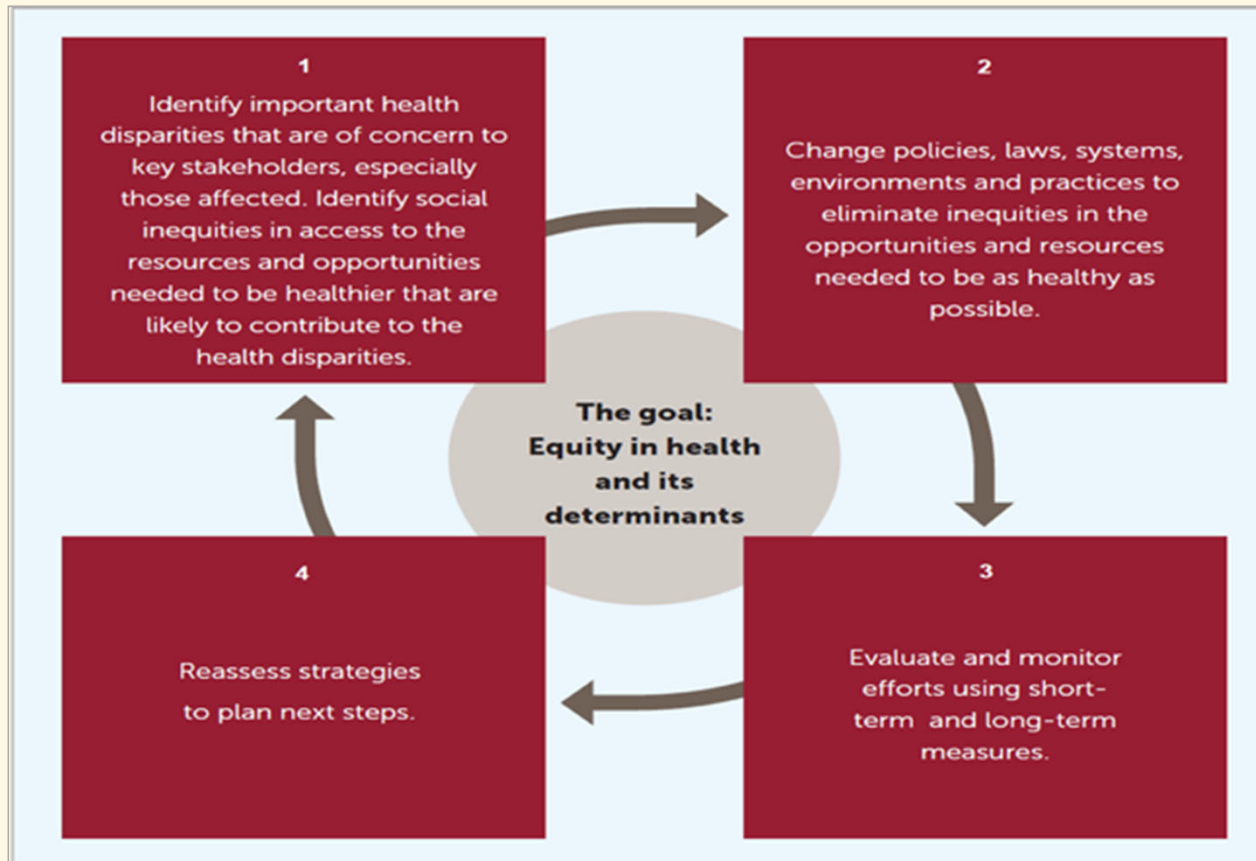 1
Identify important health
disparities that are of concern to
key stakeholders, especially
those affected. Identify social
inequities in access to the
resources and opportunities
needed to be healthier that are
likely to contribute to the
health disparities.
2
Change policies, laws, systems,
environments and practices to
eliminate inequities in the
opportunities and resources
needed to be as healthy as
possible.
The goal:
Equity in health
and its
determinants
3
Evaluate and monitor
efforts using short-
term and long-term
measures.
4
Reassess strategies
to plan next steps.